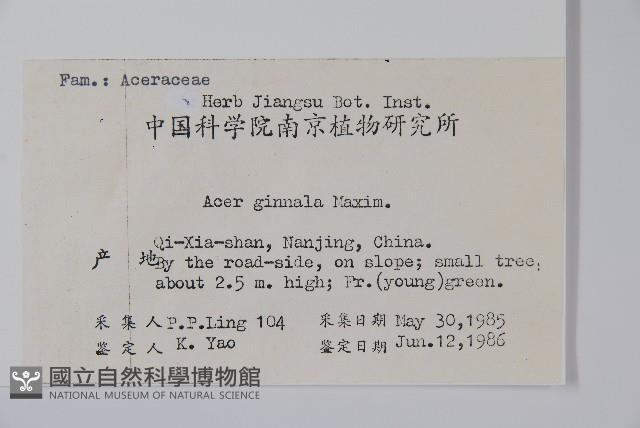 Fam.: Aceraceae
Herb Jiangsu Bot. Inst.
中国科学院南京植物研究所
Acer ginnala Maxim.
产 地 Qi-Xia-shan, Nanjing, China.
By the road-side, on slope; small tree,
about 2.5 m. high; Fr.(young)green.
采集人 P.P.Ling 104 采集日期 May 30,1985
鉴定人 K. Yao 鉴定日期 Jun.12,1986
國立自然科學博物館
NATIONAL MUSEUM OF NATURAL SCIENCE